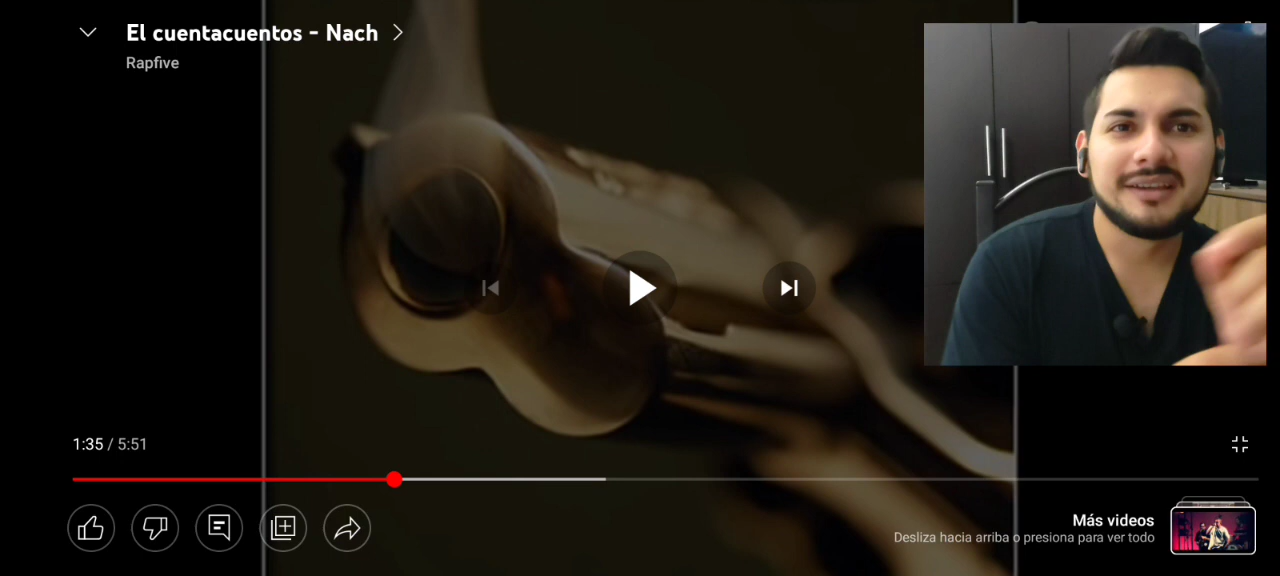 El cuentacuentos - Nach
Rapfive
1:35 / 5:51
Más videos
Desliza hacia arriba o presiona para ver todo